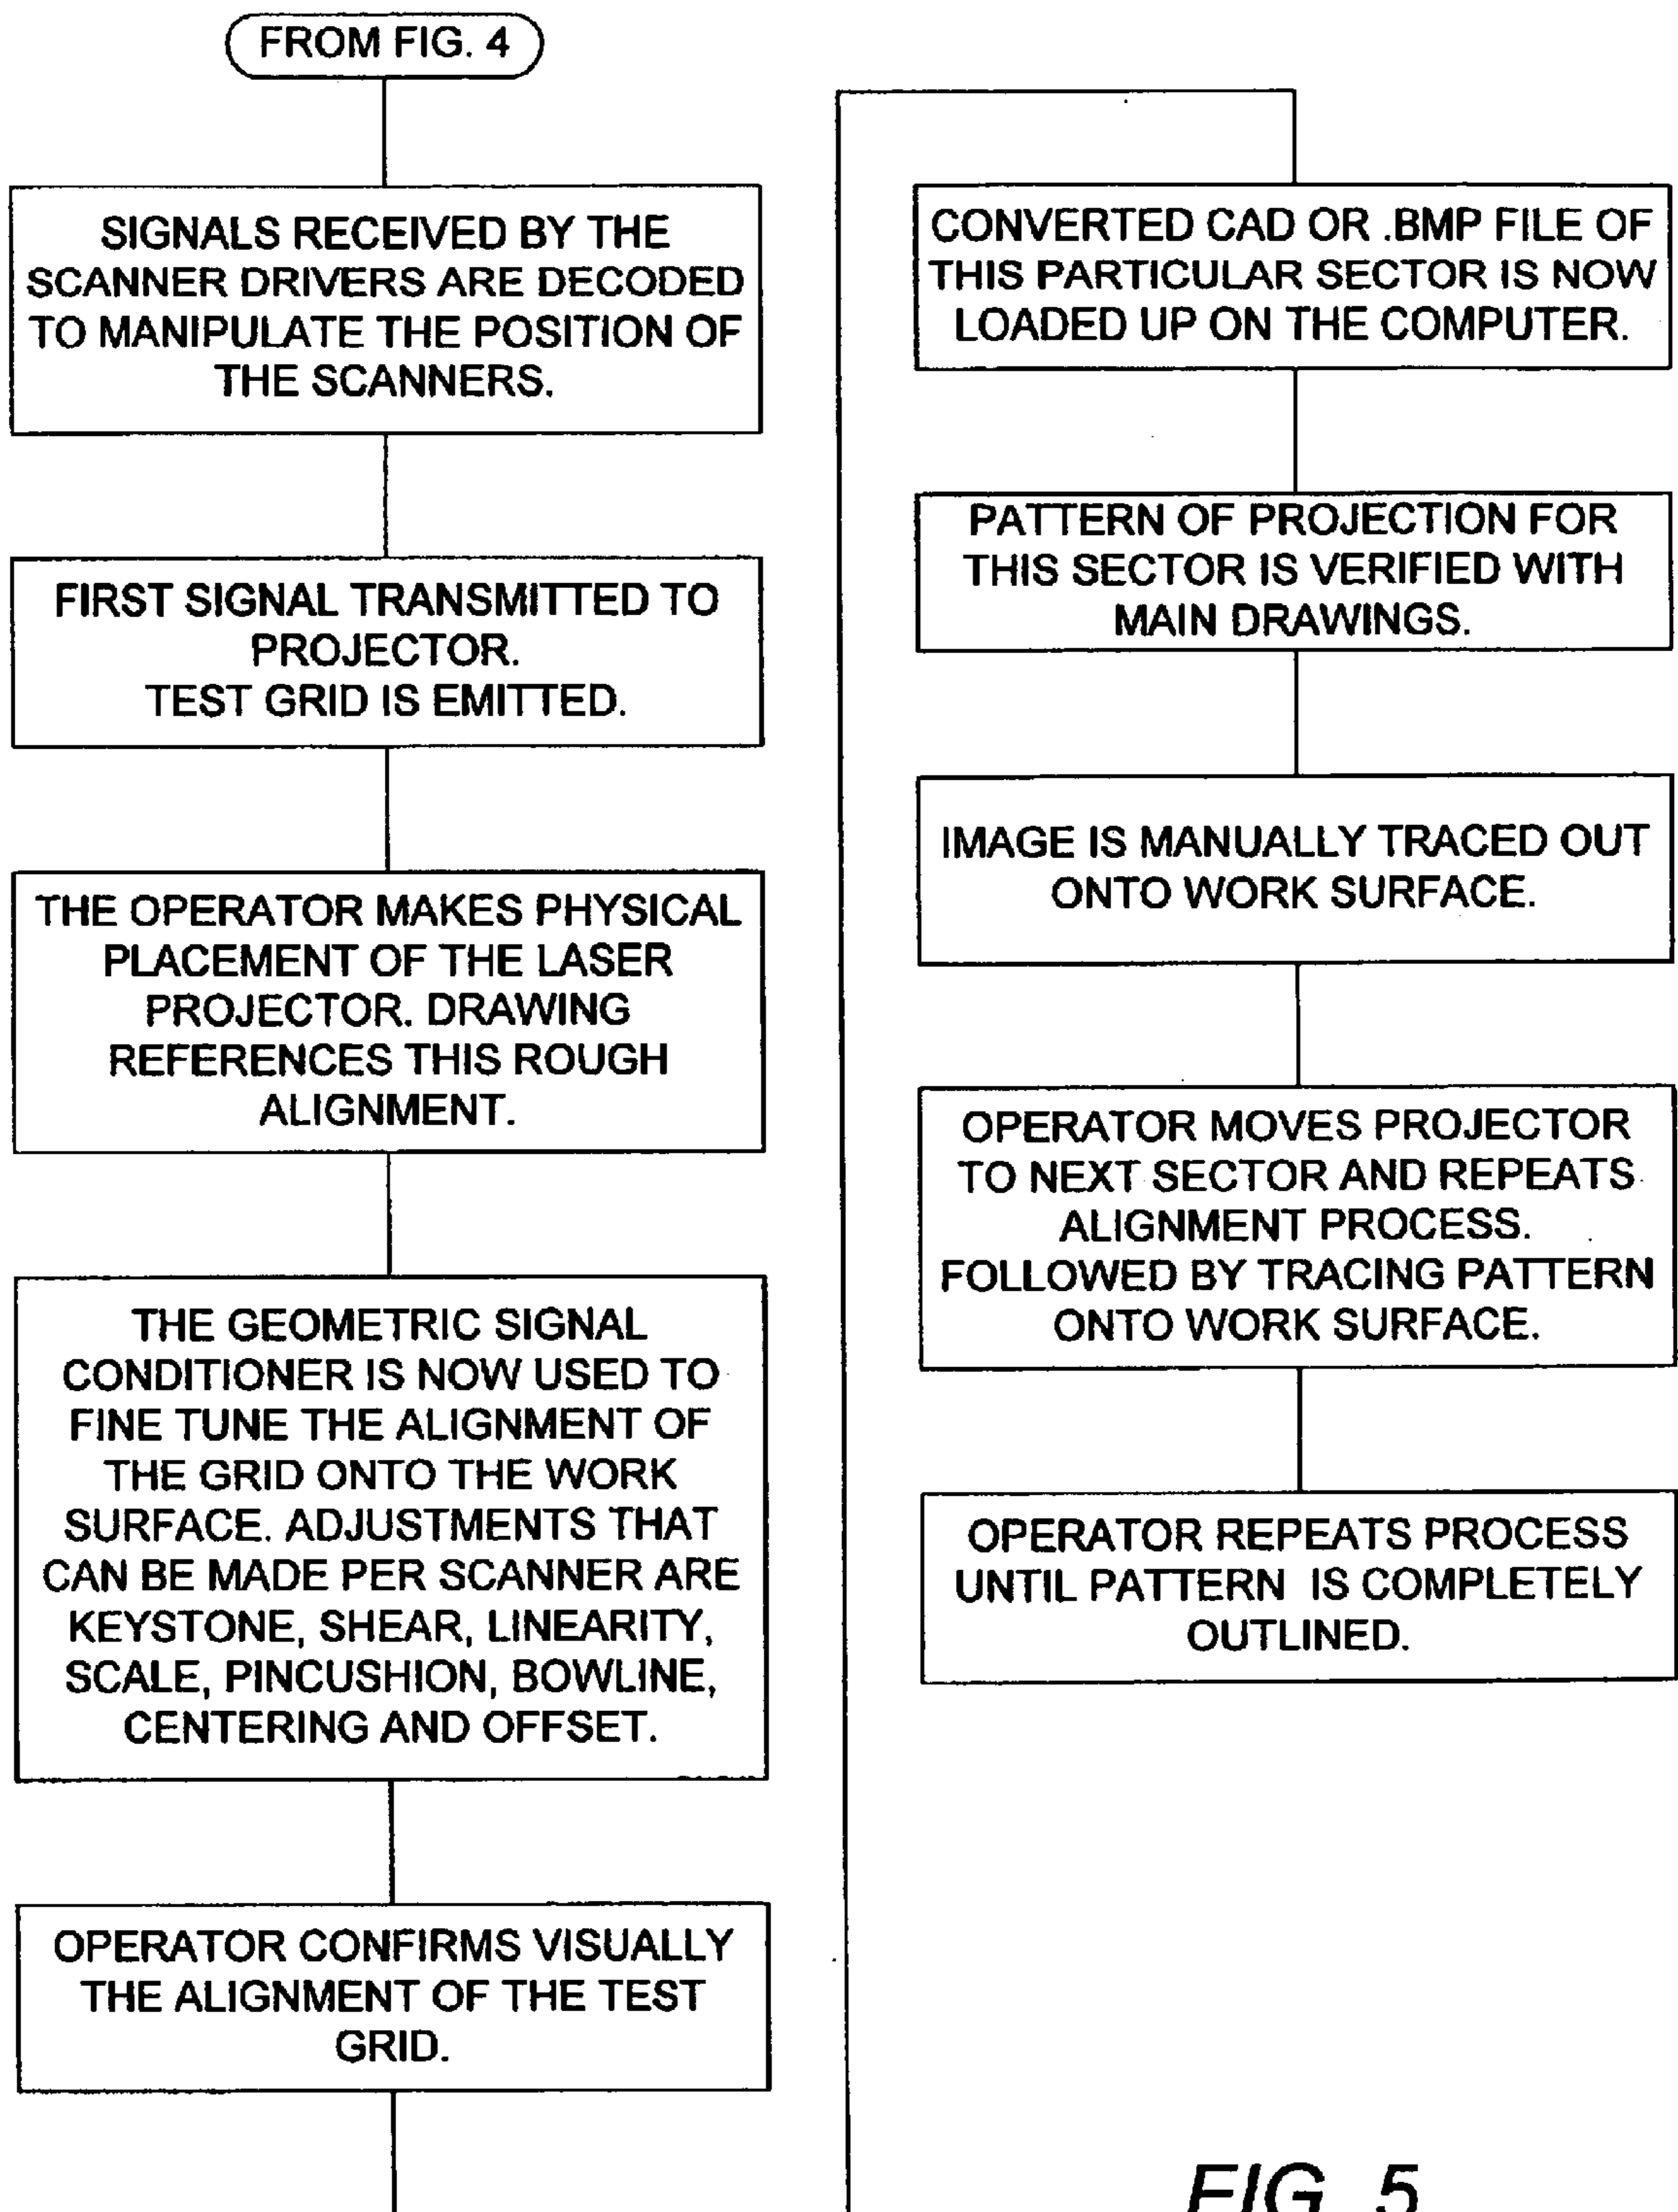 FROM FIG. 4
SIGNALS RECEIVED BY THE
SCANNER DRIVERS ARE DECODED
TO MANIPULATE THE POSITION OF
THE SCANNERS.
FIRST SIGNAL TRANSMITTED TO
PROJECTOR.
TEST GRID IS EMITTED.
THE OPERATOR MAKES PHYSICAL
PLACEMENT OF THE LASER
PROJECTOR. DRAWING
REFERENCES THIS ROUGH
ALIGNMENT.
THE GEOMETRIC SIGNAL
CONDITIONER IS NOW USED TO
FINE TUNE THE ALIGNMENT OF
THE GRID ONTO THE WORK
SURFACE. ADJUSTMENTS THAT
CAN BE MADE PER SCANNER ARE
KEYSTONE, SHEAR, LINEARITY,
SCALE, PINCUSHION, BOWLINE,
CENTERING AND OFFSET.
OPERATOR CONFIRMS VISUALLY
THE ALIGNMENT OF THE TEST
GRID.
CONVERTED CAD OR .BMP FILE OF
THIS PARTICULAR SECTOR IS NOW
LOADED UP ON THE COMPUTER.
PATTERN OF PROJECTION FOR
THIS SECTOR IS VERIFIED WITH
MAIN DRAWINGS.
IMAGE IS MANUALLY TRACED OUT
ONTO WORK SURFACE.
OPERATOR MOVES PROJECTOR
TO NEXT SECTOR AND REPEATS
ALIGNMENT PROCESS.
FOLLOWED BY TRACING PATTERN
ONTO WORK SURFACE.
OPERATOR REPEATS PROCESS
UNTIL PATTERN IS COMPLETELY
OUTLINED.
FIG. 5